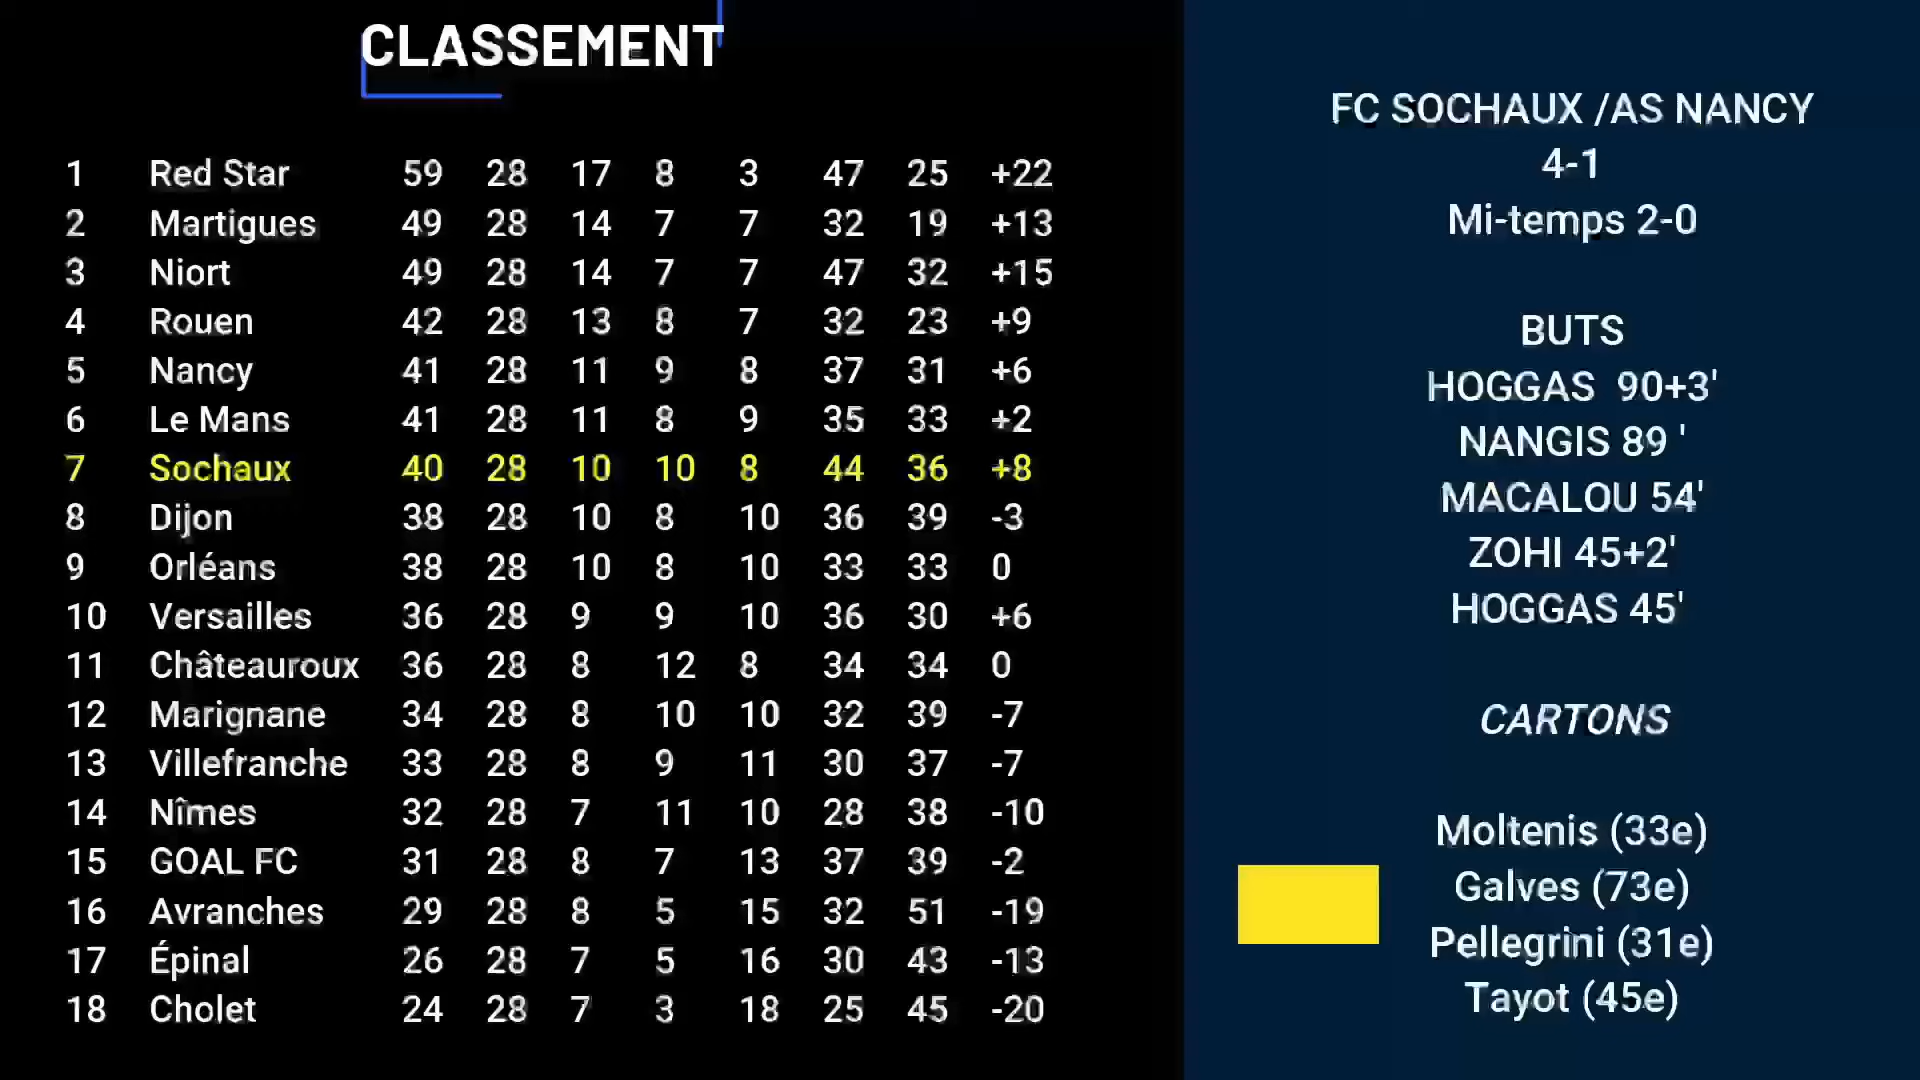 CLASSEMENT
1 Red Star 59 28 17 8 3 47 25 +22
2 Martigues 49 28 14 7 7 32 19 +13
3 Niort 49 28 14 7 7 47 32 +15
4 Rouen 42 28 13 8 7 32 23 +9
5 Nancy 41 28 11 9 8 37 31 +6
6 Le Mans 41 28 11 8 9 35 33 +2
7 Sochaux 40 28 10 10 8 44 36 +8
8 Dijon 38 28 10 8 10 36 39 -3
9 Orléans 38 28 10 8 10 33 33 0
10 Versailles 36 28 9 9 10 36 30 +6
11 Châteauroux 36 28 8 12 8 34 34 0
12 Marignane 34 28 8 10 10 32 39 -7
13 Villefranche 33 28 8 9 11 30 37 -7
14 Nîmes 32 28 7 11 10 28 38 -10
15 GOAL FC 31 28 8 7 13 37 39 -2
16 Avranches 29 28 8 5 15 32 51 -19
17 Épinal 26 28 7 5 16 30 43 -13
18 Cholet 24 28 7 3 18 25 45 -20
FC SOCHAUX /AS NANCY
4-1
Mi-temps 2-0
BUTS
HOGGAS 90+3'
NANGIS 89 '
MACALOU 54'
ZOHI 45+2'
HOGGAS 45'
CARTONS
Moltenis (33e)
Galves (73e)
Pellegrini (31e)
Tayot (45e)